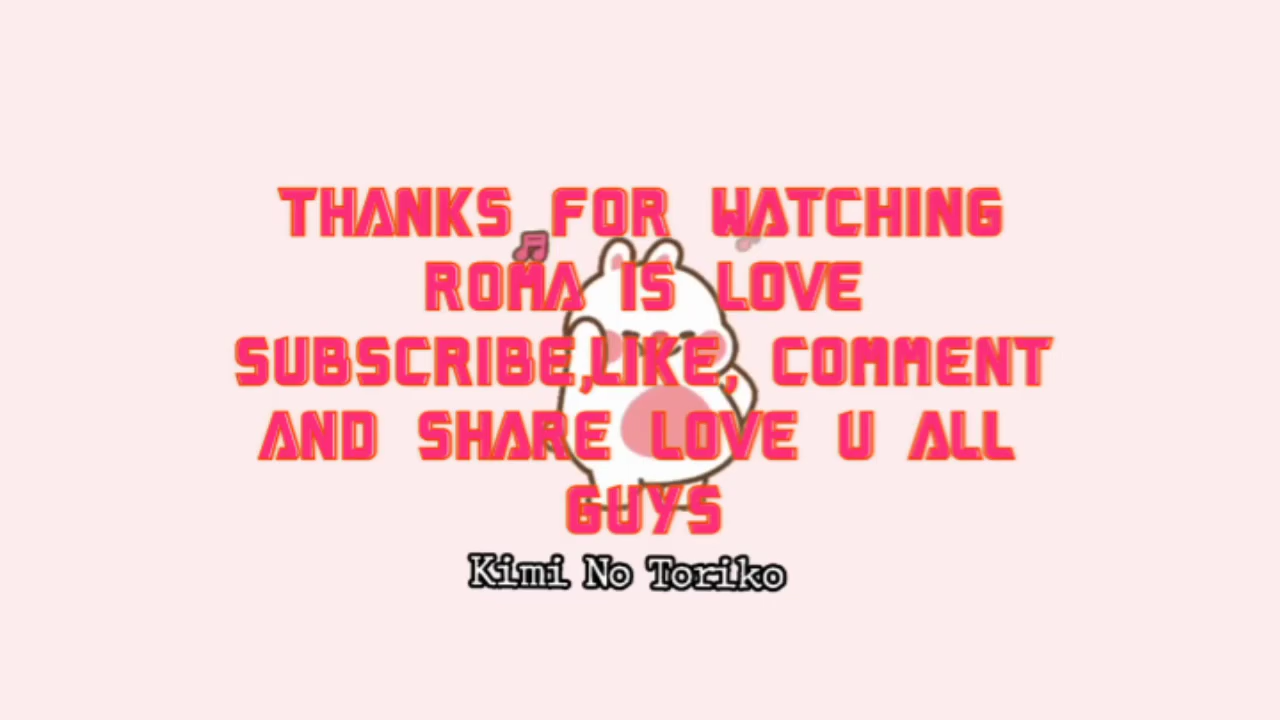 THANKS FOR WATCHING
ROMA IS LOVE
SUBSCRIBE,LIKE, COMMENT
AND SHARE LOVE U ALL
GUYS
Kimi No Toriko